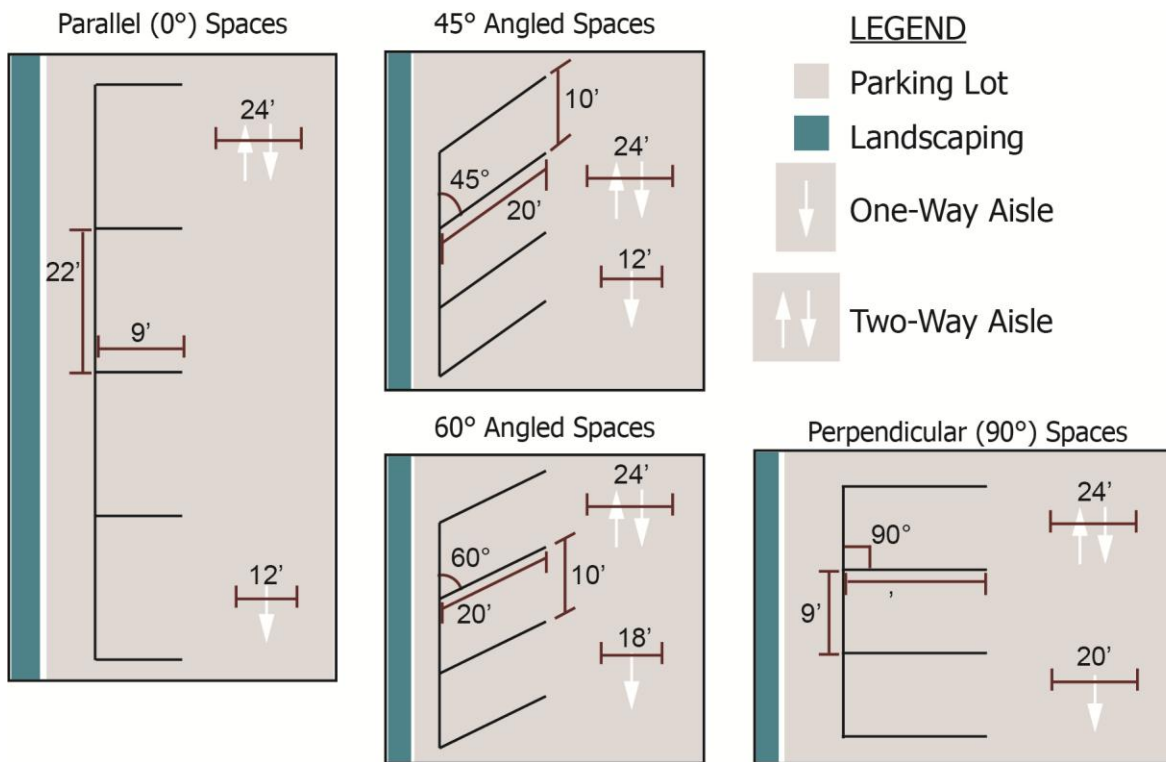 Parallel (0°) Spaces
24’
22’
9’
12’
45° Angled Spaces
10’
45°
24’
20’
12’
60° Angled Spaces
24’
60°
10’
20’
18’
LEGEND
Parking Lot
Landscaping
One-Way Aisle
Two-Way Aisle
Perpendicular (90°) Spaces
24’
90°
’
9’
20’